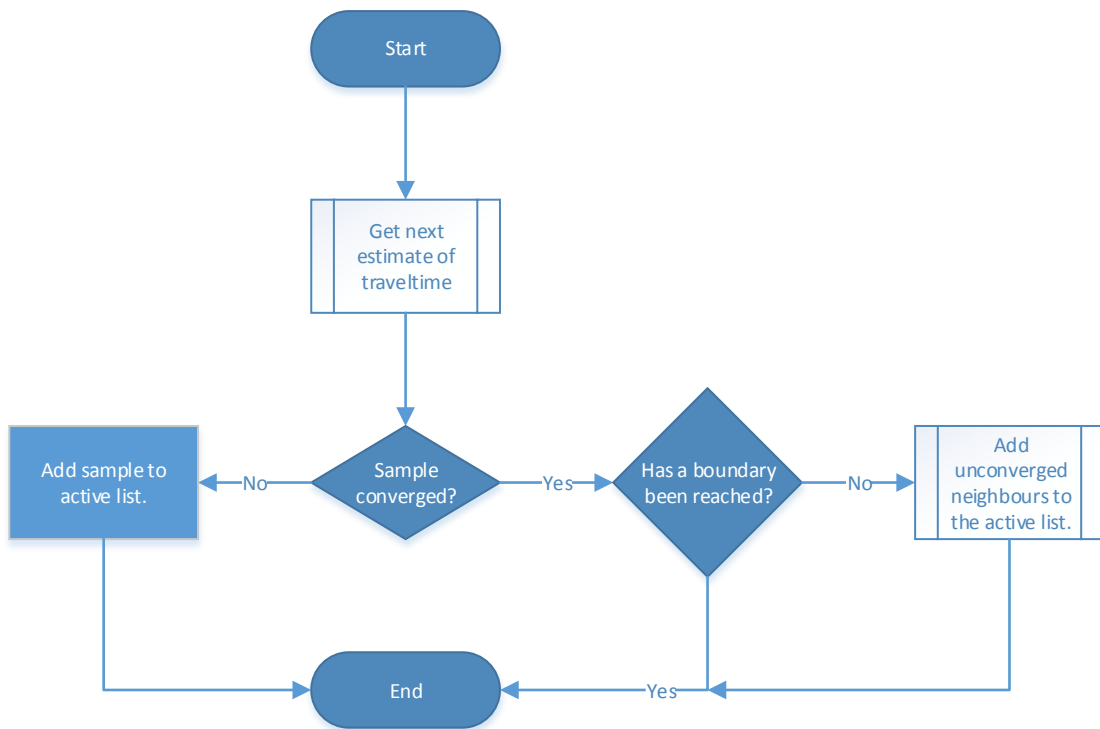 Start
Get next
estimate of
traveltime
Add sample to
active list.
No
Sample
converged?
Yes
Has a boundary
been reached?
No
Add
unconverged
neighbours to
the active list.
End
Yes